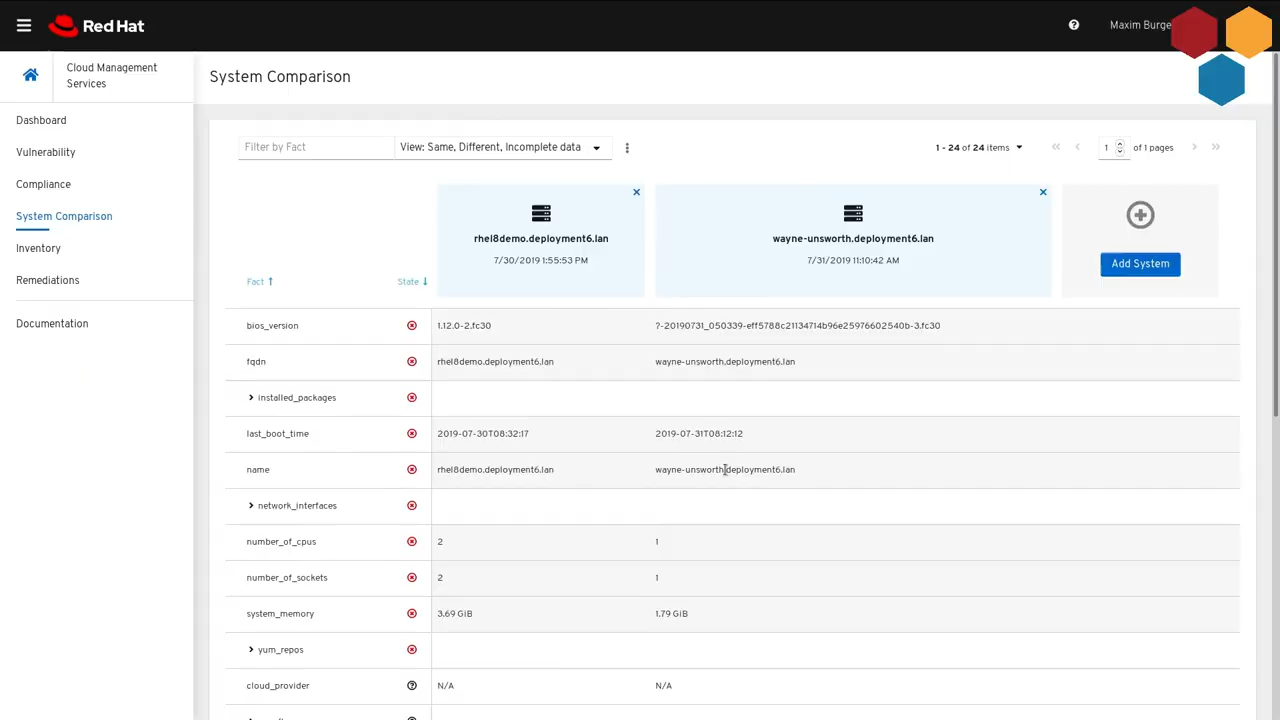 Red Hat
Maxim Burge
Cloud Management
Services
System Comparison
Dashboard
Vulnerability
Compliance
System Comparison
Inventory
Remediations
Documentation
Filter by Fact
View: Same, Different, Incomplete data
1 - 24 of 24 items
1
of 1 pages
rhel8demo.deployment6.lan
7/30/2019 1:55:53 PM
wayne-unsworth.deployment6.lan
7/31/2019 11:10:42 AM
Add System
Fact
State
bios_version
1.12.0-2.fc30
?-20190731_050339-eff5788c21134714b96e25976602540b-3.fc30
fqdn
rhel8demo.deployment6.lan
wayne-unsworth.deployment6.lan
installed_packages
last_boot_time
2019-07-30T08:32:17
2019-07-31T08:12:12
name
rhel8demo.deployment6.lan
wayne-unsworth.deployment6.lan
network_interfaces
number_of_cpus
2
1
number_of_sockets
2
1
system_memory
3.69 GiB
1.79 GiB
yum_repos
cloud_provider
N/A
N/A